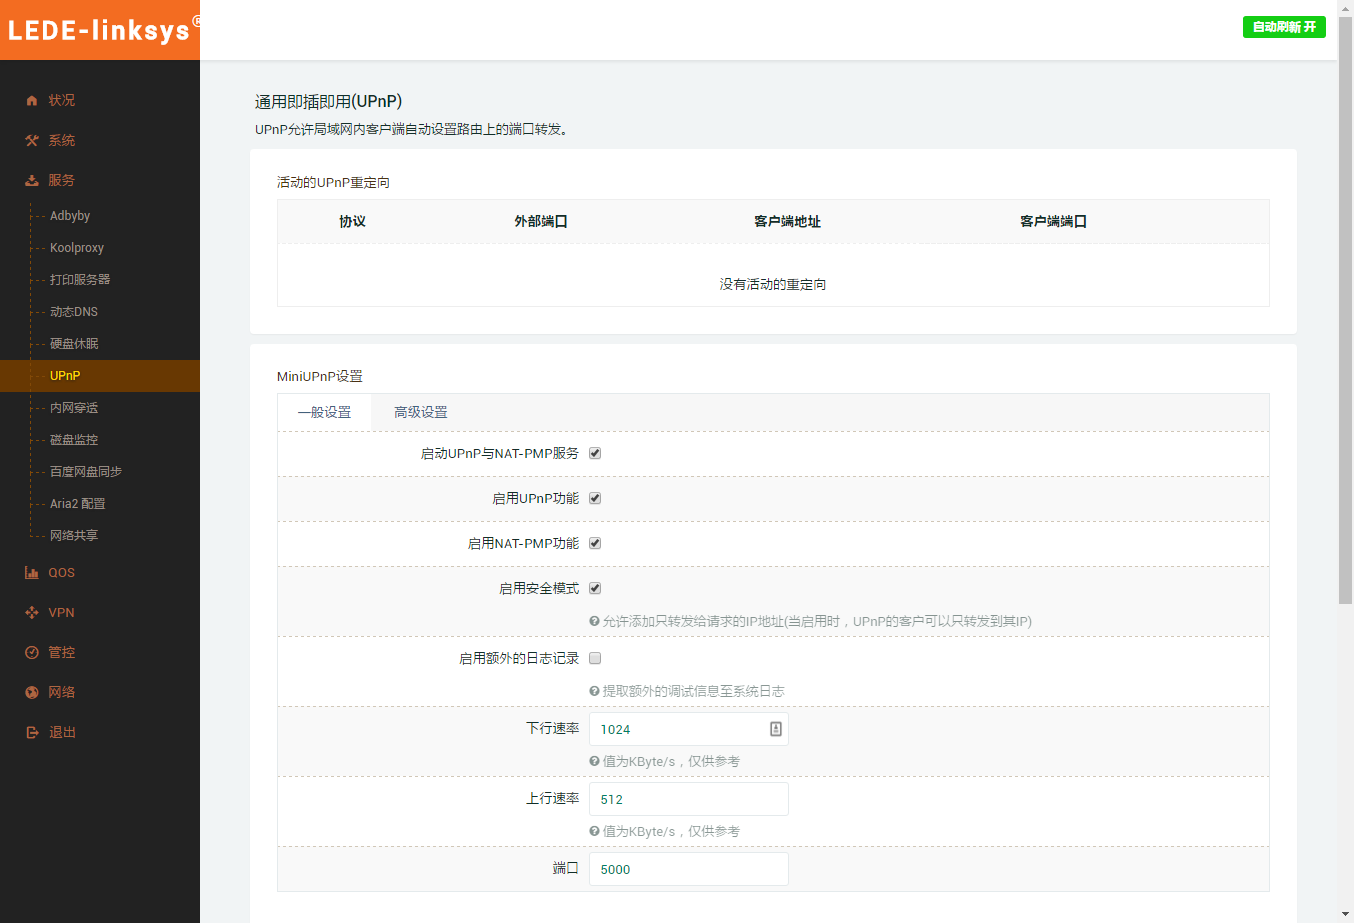 LEDE-linksys®
自动刷新 开
状况
系统
服务
Adbyby
Koolproxy
打印服务器
动态DNS
硬盘休眠
UPnP
内网穿透
磁盘监控
百度网盘同步
Aria2 配置
网络共享
QOS
VPN
管控
网络
退出
通用即插即用(UPnP)
UPnP允许局域网内客户端自动设置路由上的端口转发。
活动的UPnP重定向
协议 外部端口 客户端地址 客户端端口
没有活动的重定向
MiniUPnP设置
一般设置 高级设置
启动UPnP与NAT-PMP服务
启用UPnP功能
启用NAT-PMP功能
启用安全模式
允许添加只转发给请求的IP地址(当启用时，UPnP的客户可以只转发到其IP)
启用额外的日志记录
提取额外的调试信息至系统日志
下行速率 1024
值为KByte/s，仅供参考
上行速率 512
值为KByte/s，仅供参考
端口 5000